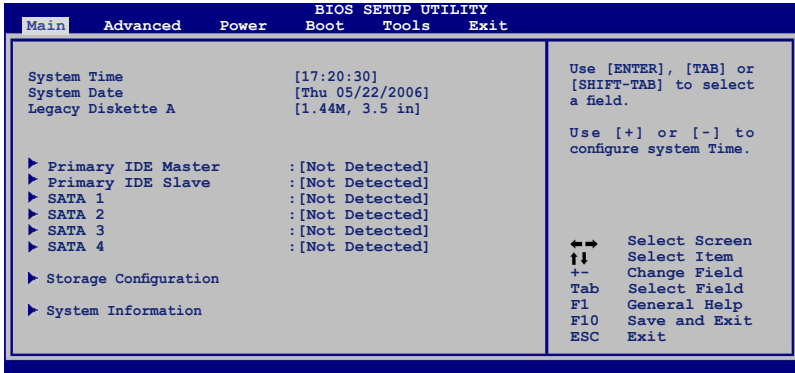 BIOS SETUP UTILITY
Main Advanced Power Boot Tools Exit
System Time [17:20:30]
System Date [Thu 05/22/2006]
Legacy Diskette A [1.44M, 3.5 in]
Primary IDE Master :[Not Detected]
Primary IDE Slave :[Not Detected]
SATA 1 :[Not Detected]
SATA 2 :[Not Detected]
SATA 3 :[Not Detected]
SATA 4 :[Not Detected]
Storage Configuration
System Information
Use [ENTER], [TAB] or
[SHIFT-TAB] to select
a field.
Use [+] or [-] to
configure system Time.
←→ Select Screen
↑↓ Select Item
+- Change Field
Tab Select Field
F1 General Help
F10 Save and Exit
ESC Exit